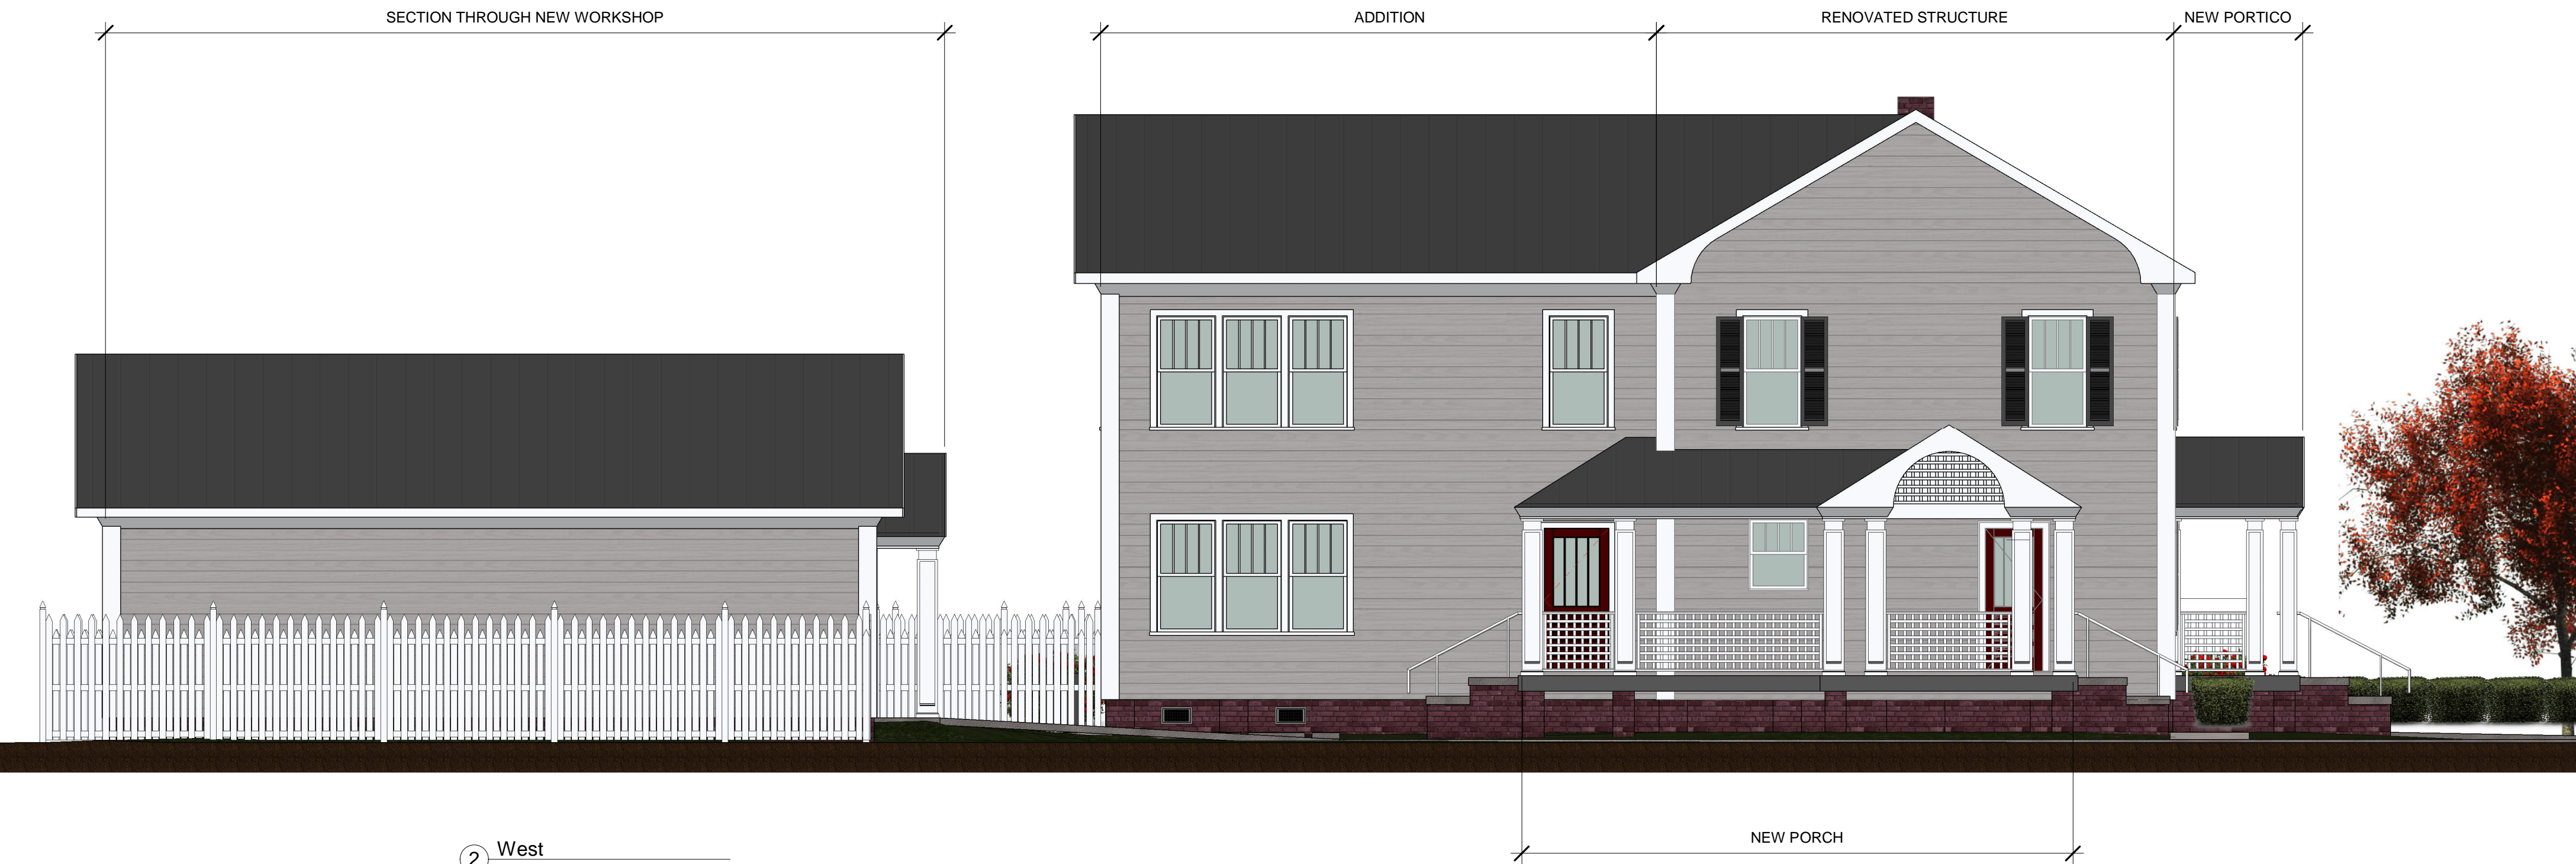 SECTION THROUGH NEW WORKSHOP
ADDITION
RENOVATED STRUCTURE
NEW PORTICO
NEW PORCH
2
West